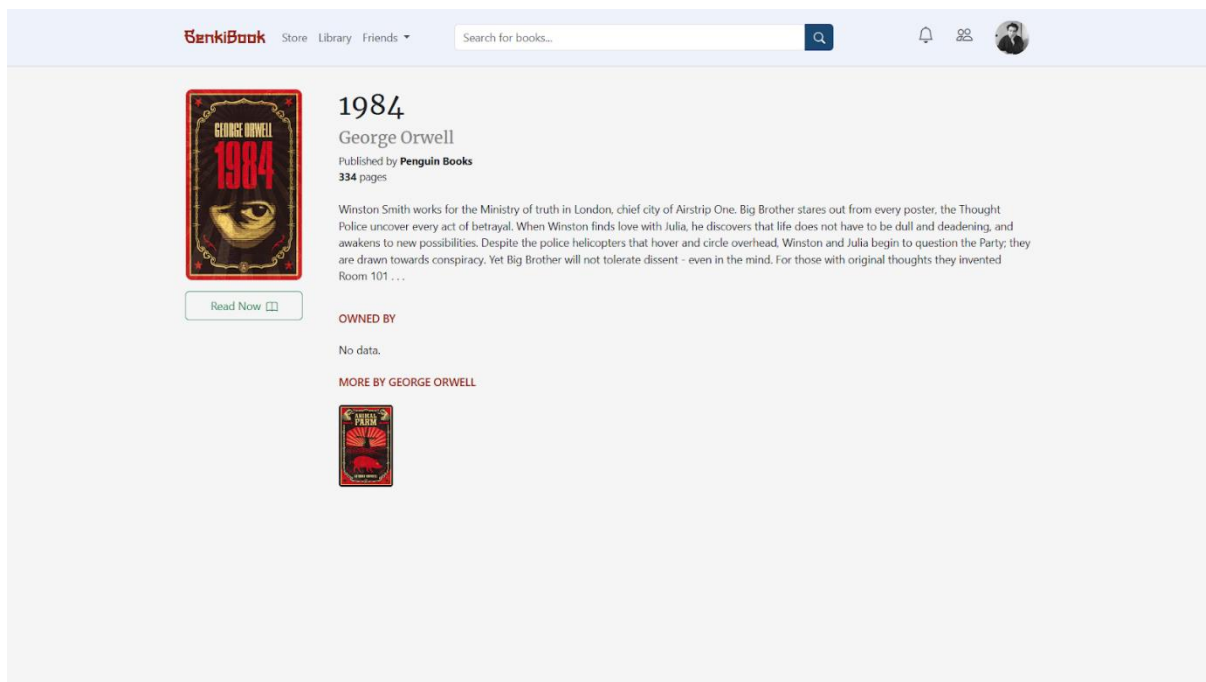 GenkiBook
Store Library Friends
Search for books...
GEORGE ORWELL
1984
1984
George Orwell
Published by Penguin Books
334 pages
Winston Smith works for the Ministry of truth in London, chief city of Airstrip One. Big Brother stares out from every poster, the Thought
Police uncover every act of betrayal. When Winston finds love with Julia, he discovers that life does not have to be dull and deadening, and
awakens to new possibilities. Despite the police helicopters that hover and circle overhead, Winston and Julia begin to question the Party; they
are drawn towards conspiracy. Yet Big Brother will not tolerate dissent - even in the mind. For those with original thoughts they invented
Room 101 . . .
Read Now
OWNED BY
No data.
MORE BY GEORGE ORWELL
ANIMAL
FARM
GEORGE ORWELL